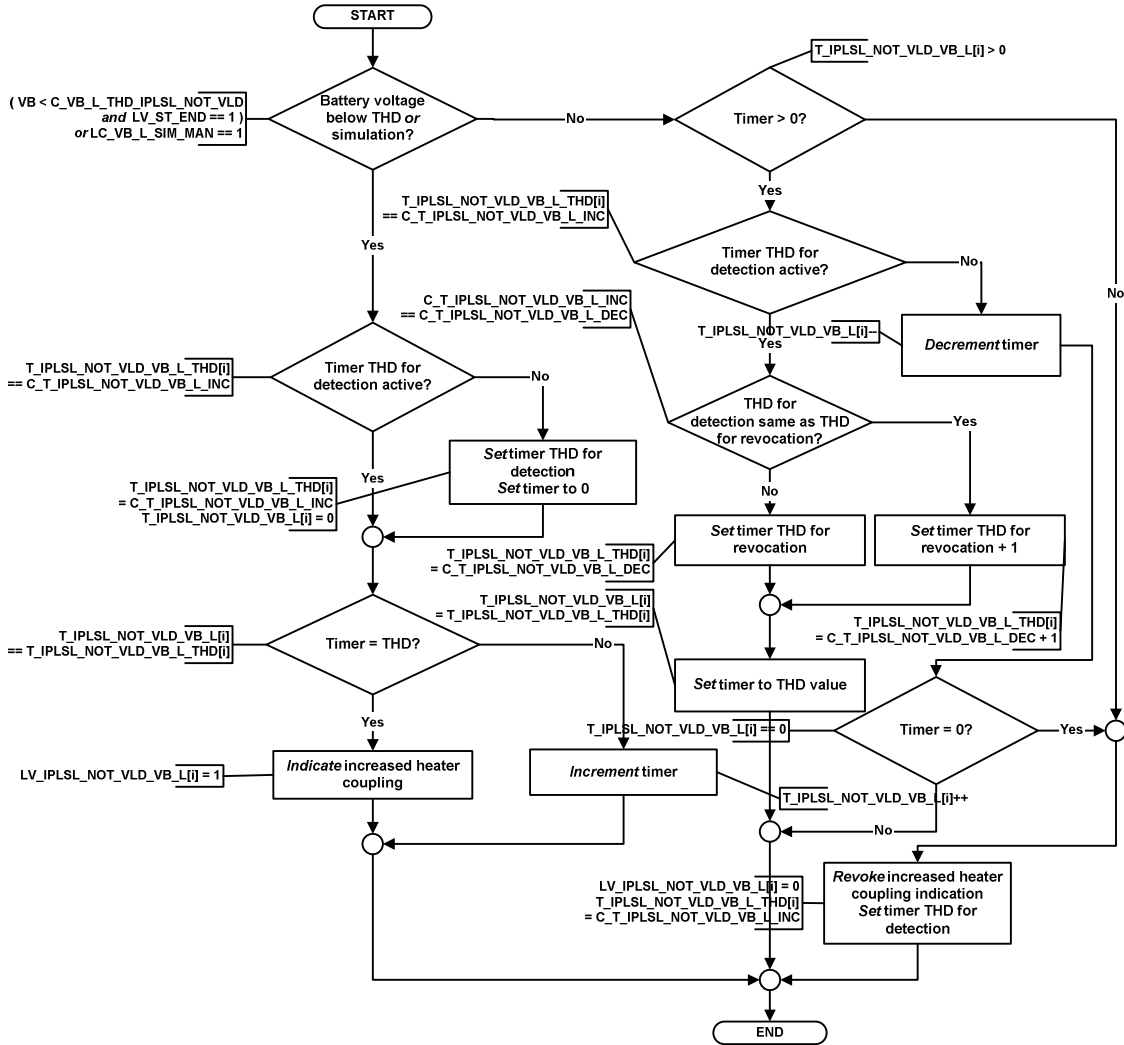 START
T_IPLSL_NOT_VLD_VB_L[i] > 0
( VB < C_VB_L_THD_IPLSL_NOT_VLD
and LV_ST_END == 1 )
or LC_VB_L_SIM_MAN == 1
Battery voltage
below THD or
simulation?
No
Timer > 0?
Yes
T_IPLSL_NOT_VLD_VB_L_THD[i]
== C_T_IPLSL_NOT_VLD_VB_L_INC
Yes
Timer THD for
detection active?
No
No
C_T_IPLSL_NOT_VLD_VB_L_INC
== C_T_IPLSL_NOT_VLD_VB_L_DEC
T_IPLSL_NOT_VLD_VB_L[i]--
Yes
Decrement timer
T_IPLSL_NOT_VLD_VB_L_THD[i]
== C_T_IPLSL_NOT_VLD_VB_L_INC
Timer THD for
detection active?
No
THD for
detection same as THD
for revocation?
Yes
Set timer THD for
detection
Set timer to 0
Yes
T_IPLSL_NOT_VLD_VB_L_THD[i]
= C_T_IPLSL_NOT_VLD_VB_L_INC
T_IPLSL_NOT_VLD_VB_L[i] = 0
No
Set timer THD for
revocation
Set timer THD for
revocation + 1
T_IPLSL_NOT_VLD_VB_L_THD[i]
= C_T_IPLSL_NOT_VLD_VB_L_DEC
T_IPLSL_NOT_VLD_VB_L[i]
= T_IPLSL_NOT_VLD_VB_L_THD[i]
T_IPLSL_NOT_VLD_VB_L_THD[i]
= C_T_IPLSL_NOT_VLD_VB_L_DEC + 1
T_IPLSL_NOT_VLD_VB_L[i]
== T_IPLSL_NOT_VLD_VB_L_THD[i]
Timer = THD?
No
Set timer to THD value
Yes
T_IPLSL_NOT_VLD_VB_L[i] == 0
Timer = 0?
Yes
LV_IPLSL_NOT_VLD_VB_L[i] = 1
Indicate increased heater
coupling
Increment timer
T_IPLSL_NOT_VLD_VB_L[i]++
No
LV_IPLSL_NOT_VLD_VB_L[i] = 0
T_IPLSL_NOT_VLD_VB_L_THD[i]
= C_T_IPLSL_NOT_VLD_VB_L_INC
Revoke increased heater
coupling indication
Set timer THD for
detection
END